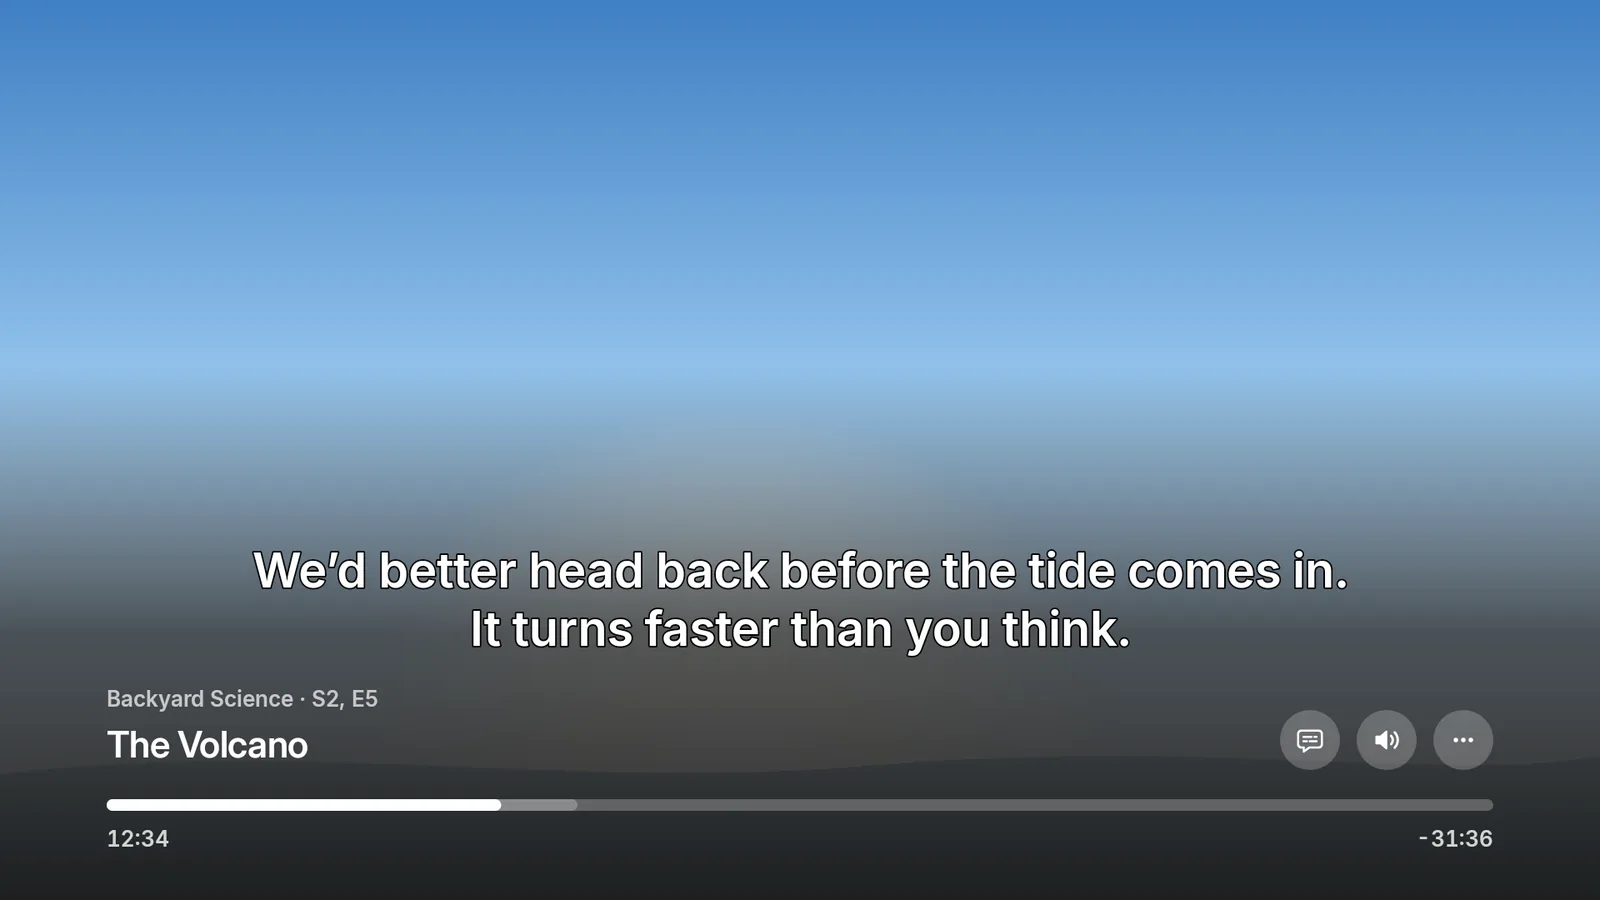 We’d better head back before the tide comes in.
It turns faster than you think.
Backyard Science · S2, E5
The Volcano
12:34
-31:36